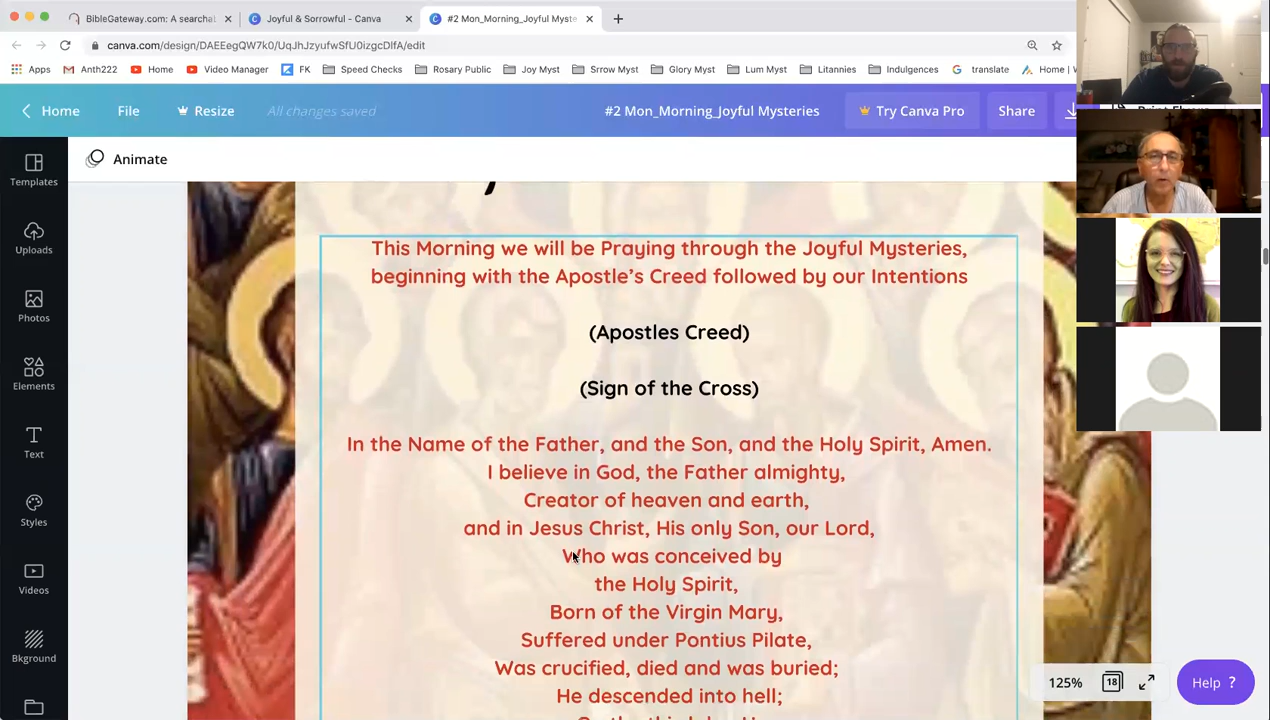 BibleGateway.com: A searchal
Joyful & Sorrowful - Canva
#2 Mon_Morning_Joyful Myste
canva.com/design/DAEEegQW7k0/UqJhJzyufwSfU0izgcDlfA/edit
Apps
Anth222
Home
Video Manager
FK
Speed Checks
Rosary Public
Joy Myst
Srrow Myst
Glory Myst
Lum Myst
Litannies
Indulgences
translate
Home | W
Home
File
Resize
All changes saved
#2 Mon_Morning_Joyful Mysteries
Try Canva Pro
Share
Animate
Templates
Uploads
Photos
Elements
Text
Styles
Videos
Bkground
This Morning we will be Praying through the Joyful Mysteries,
beginning with the Apostle's Creed followed by our Intentions
(Apostles Creed)
(Sign of the Cross)
In the Name of the Father, and the Son, and the Holy Spirit, Amen.
I believe in God, the Father almighty,
Creator of heaven and earth,
and in Jesus Christ, His only Son, our Lord,
Who was conceived by
the Holy Spirit,
Born of the Virgin Mary,
Suffered under Pontius Pilate,
Was crucified, died and was buried;
He descended into hell;
125%
18
Help ?